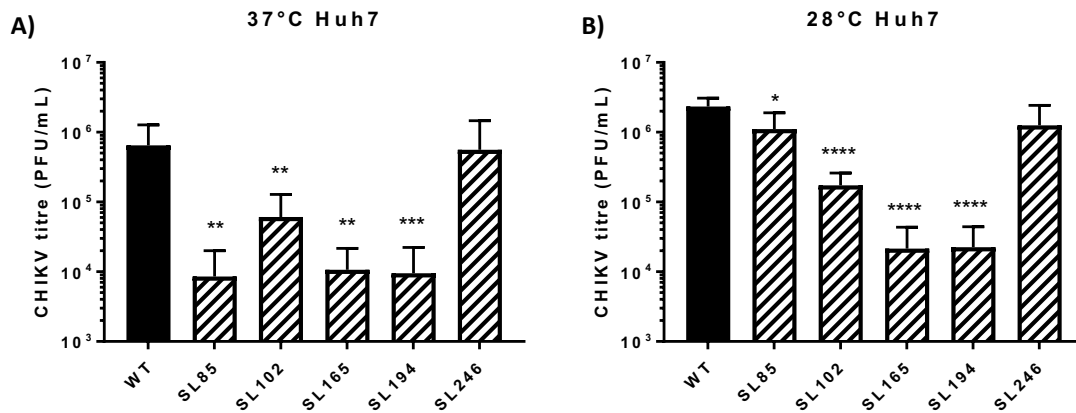 A)
37°C Huh7
CHIKV titre (PFU/mL)
10⁷
10⁶
10⁵
10⁴
10³
**
**
**
***
WT
SL85
SL102
SL165
SL194
SL246
B)
28°C Huh7
CHIKV titre (PFU/mL)
10⁷
10⁶
10⁵
10⁴
10³
*
****
****
****
WT
SL85
SL102
SL165
SL194
SL246